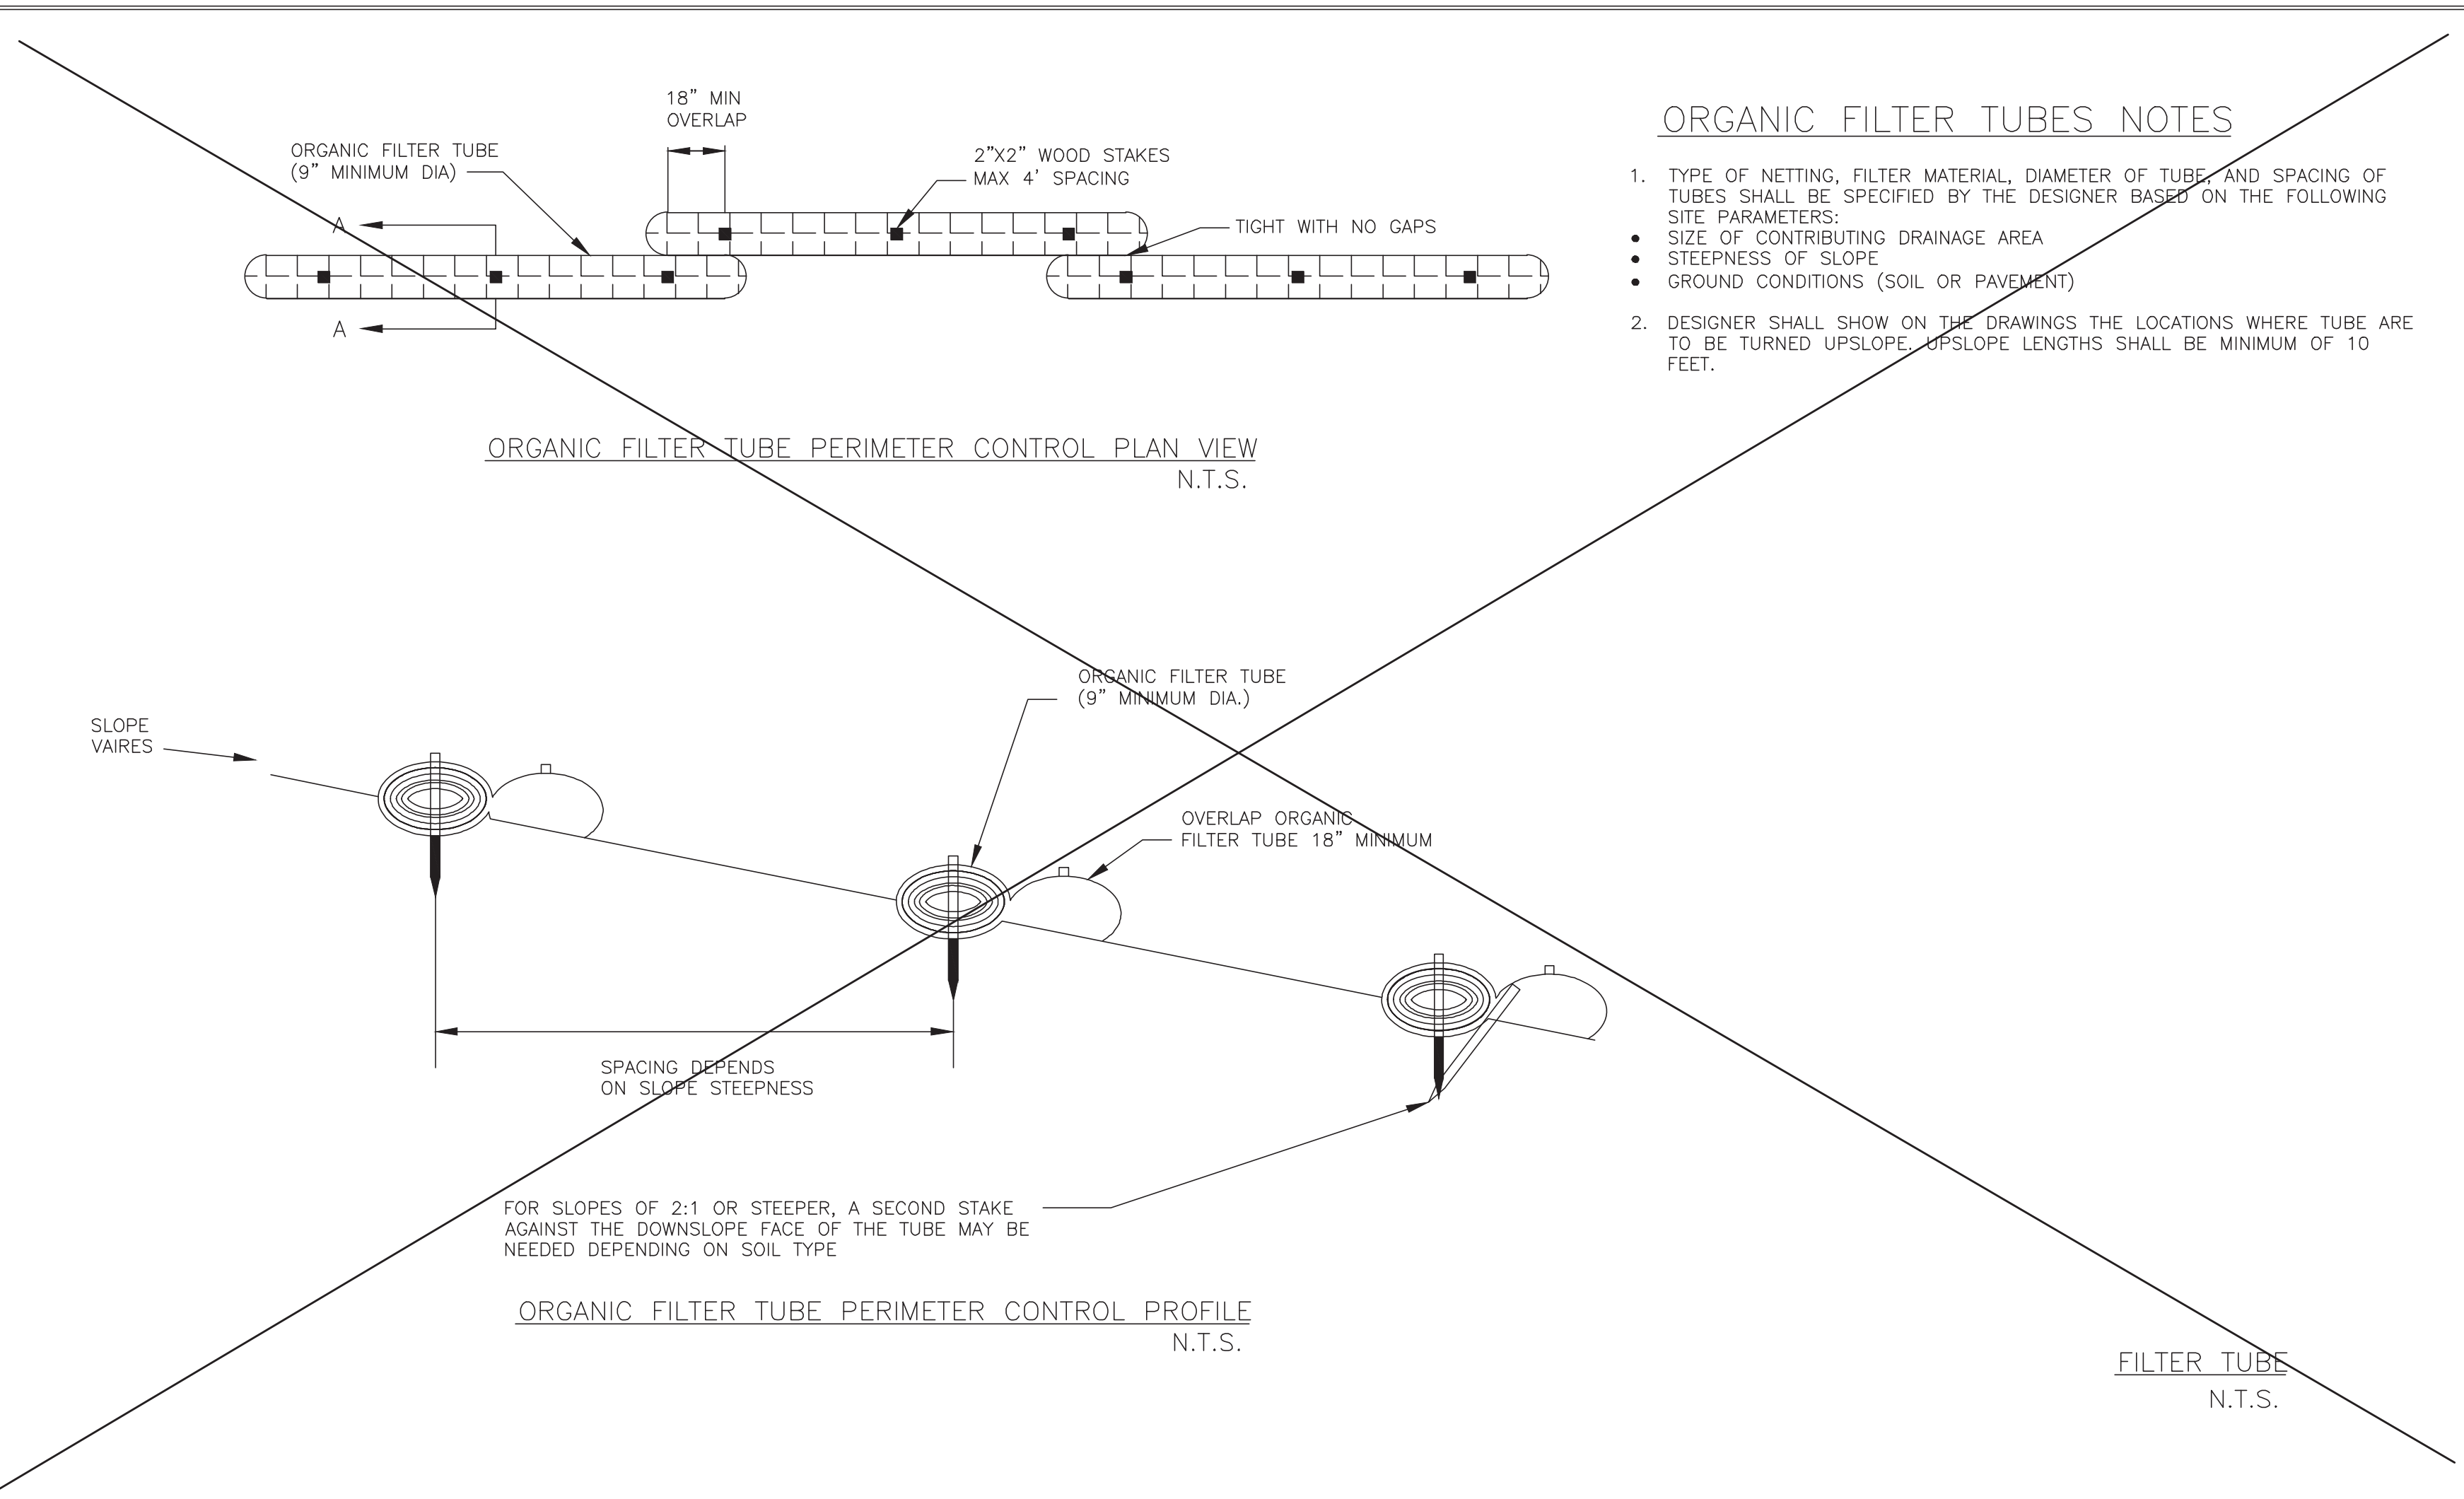 18” MIN
OVERLAP
ORGANIC FILTER TUBE
(9” MINIMUM DIA)
2”X2” WOOD STAKES
MAX 4’ SPACING
TIGHT WITH NO GAPS
A
A
ORGANIC FILTER TUBE PERIMETER CONTROL PLAN VIEW
N.T.S.
ORGANIC FILTER TUBES NOTES
1. TYPE OF NETTING, FILTER MATERIAL, DIAMETER OF TUBE, AND SPACING OF
TUBES SHALL BE SPECIFIED BY THE DESIGNER BASED ON THE FOLLOWING
SITE PARAMETERS:
• SIZE OF CONTRIBUTING DRAINAGE AREA
• STEEPNESS OF SLOPE
• GROUND CONDITIONS (SOIL OR PAVEMENT)
2. DESIGNER SHALL SHOW ON THE DRAWINGS THE LOCATIONS WHERE TUBE ARE
TO BE TURNED UPSLOPE. UPSLOPE LENGTHS SHALL BE MINIMUM OF 10
FEET.
SLOPE
VAIRES
ORGANIC FILTER TUBE
(9” MINIMUM DIA.)
OVERLAP ORGANIC
FILTER TUBE 18” MINIMUM
SPACING DEPENDS
ON SLOPE STEEPNESS
FOR SLOPES OF 2:1 OR STEEPER, A SECOND STAKE
AGAINST THE DOWNSLOPE FACE OF THE TUBE MAY BE
NEEDED DEPENDING ON SOIL TYPE
ORGANIC FILTER TUBE PERIMETER CONTROL PROFILE
N.T.S.
FILTER TUBE
N.T.S.